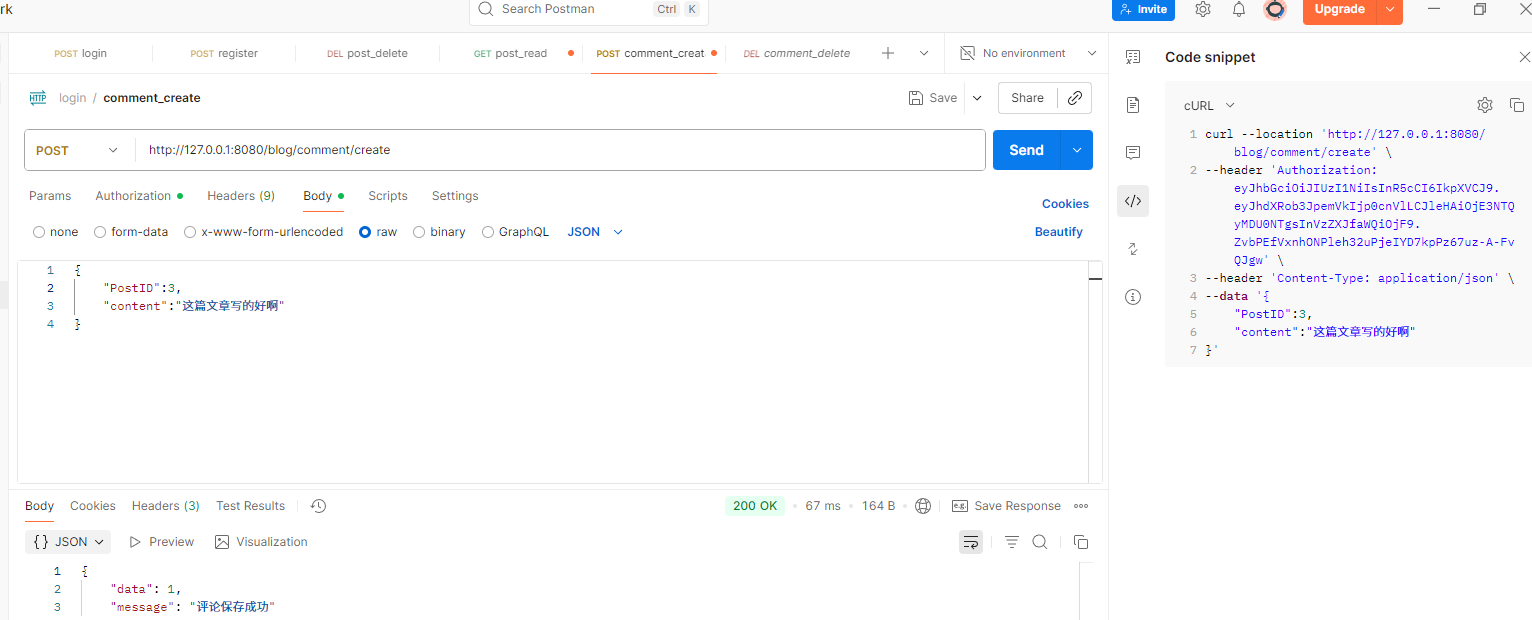 rk
Search Postman Ctrl K
Invite
Upgrade
POST login
POST register
DEL post_delete
GET post_read
POST comment_creat
DEL comment_delete
No environment
Code snippet
HTTP login / comment_create
Save
Share
cURL
POST http://127.0.0.1:8080/blog/comment/create
Send
Params Authorization Headers (9) Body Scripts Settings
Cookies
none form-data x-www-form-urlencoded raw binary GraphQL JSON
Beautify
1 {
2 "PostID":3,
3 "content":"这篇文章写的好啊"
4 }
1 curl --location 'http://127.0.0.1:8080/
blog/comment/create' \
2 --header 'Authorization:
eyJhbGciOiJIUzI1NiIsInR5cCI6IkpXVCJ9.
eyJhdXRob3JpemVkIjp0cnVlLCJleHAiOjE3NTQ
yMDU0NTgsInVzZXJfaWQiOjF9.
ZvbPEfVxnhONPleh32uPjeIYD7kpPz67uz-A-Fv
QJgw' \
3 --header 'Content-Type: application/json' \
4 --data '{
5 "PostID":3,
6 "content":"这篇文章写的好啊"
7 }'
Body Cookies Headers (3) Test Results
200 OK 67 ms 164 B
e.g. Save Response
{} JSON Preview Visualization
1 {
2 "data": 1,
3 "message": "评论保存成功"